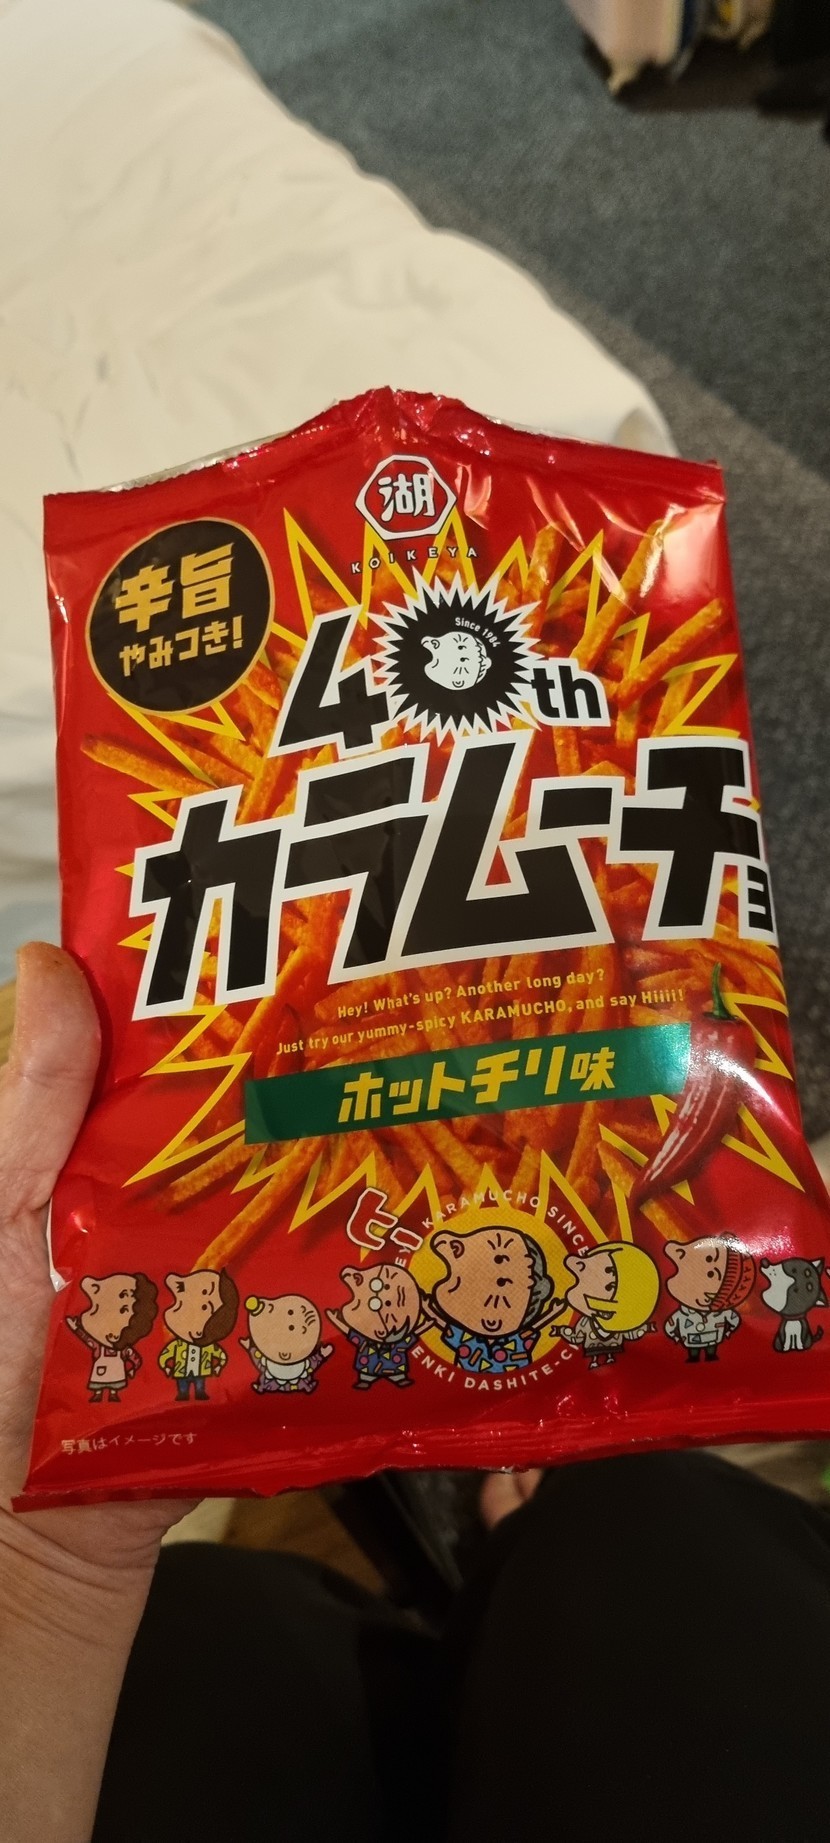 湖
KOIKEYA
辛旨
やみつき!
Since 1984
40th
カラムーチョ
Hey! What's up? Another long day?
Just try our yummy-spicy KARAMUCHO, and say Hiiii!
ホットチリ味
ヒー
KARAMUCHO SINCE
ENKI DASHITE-C
写真はイメージです